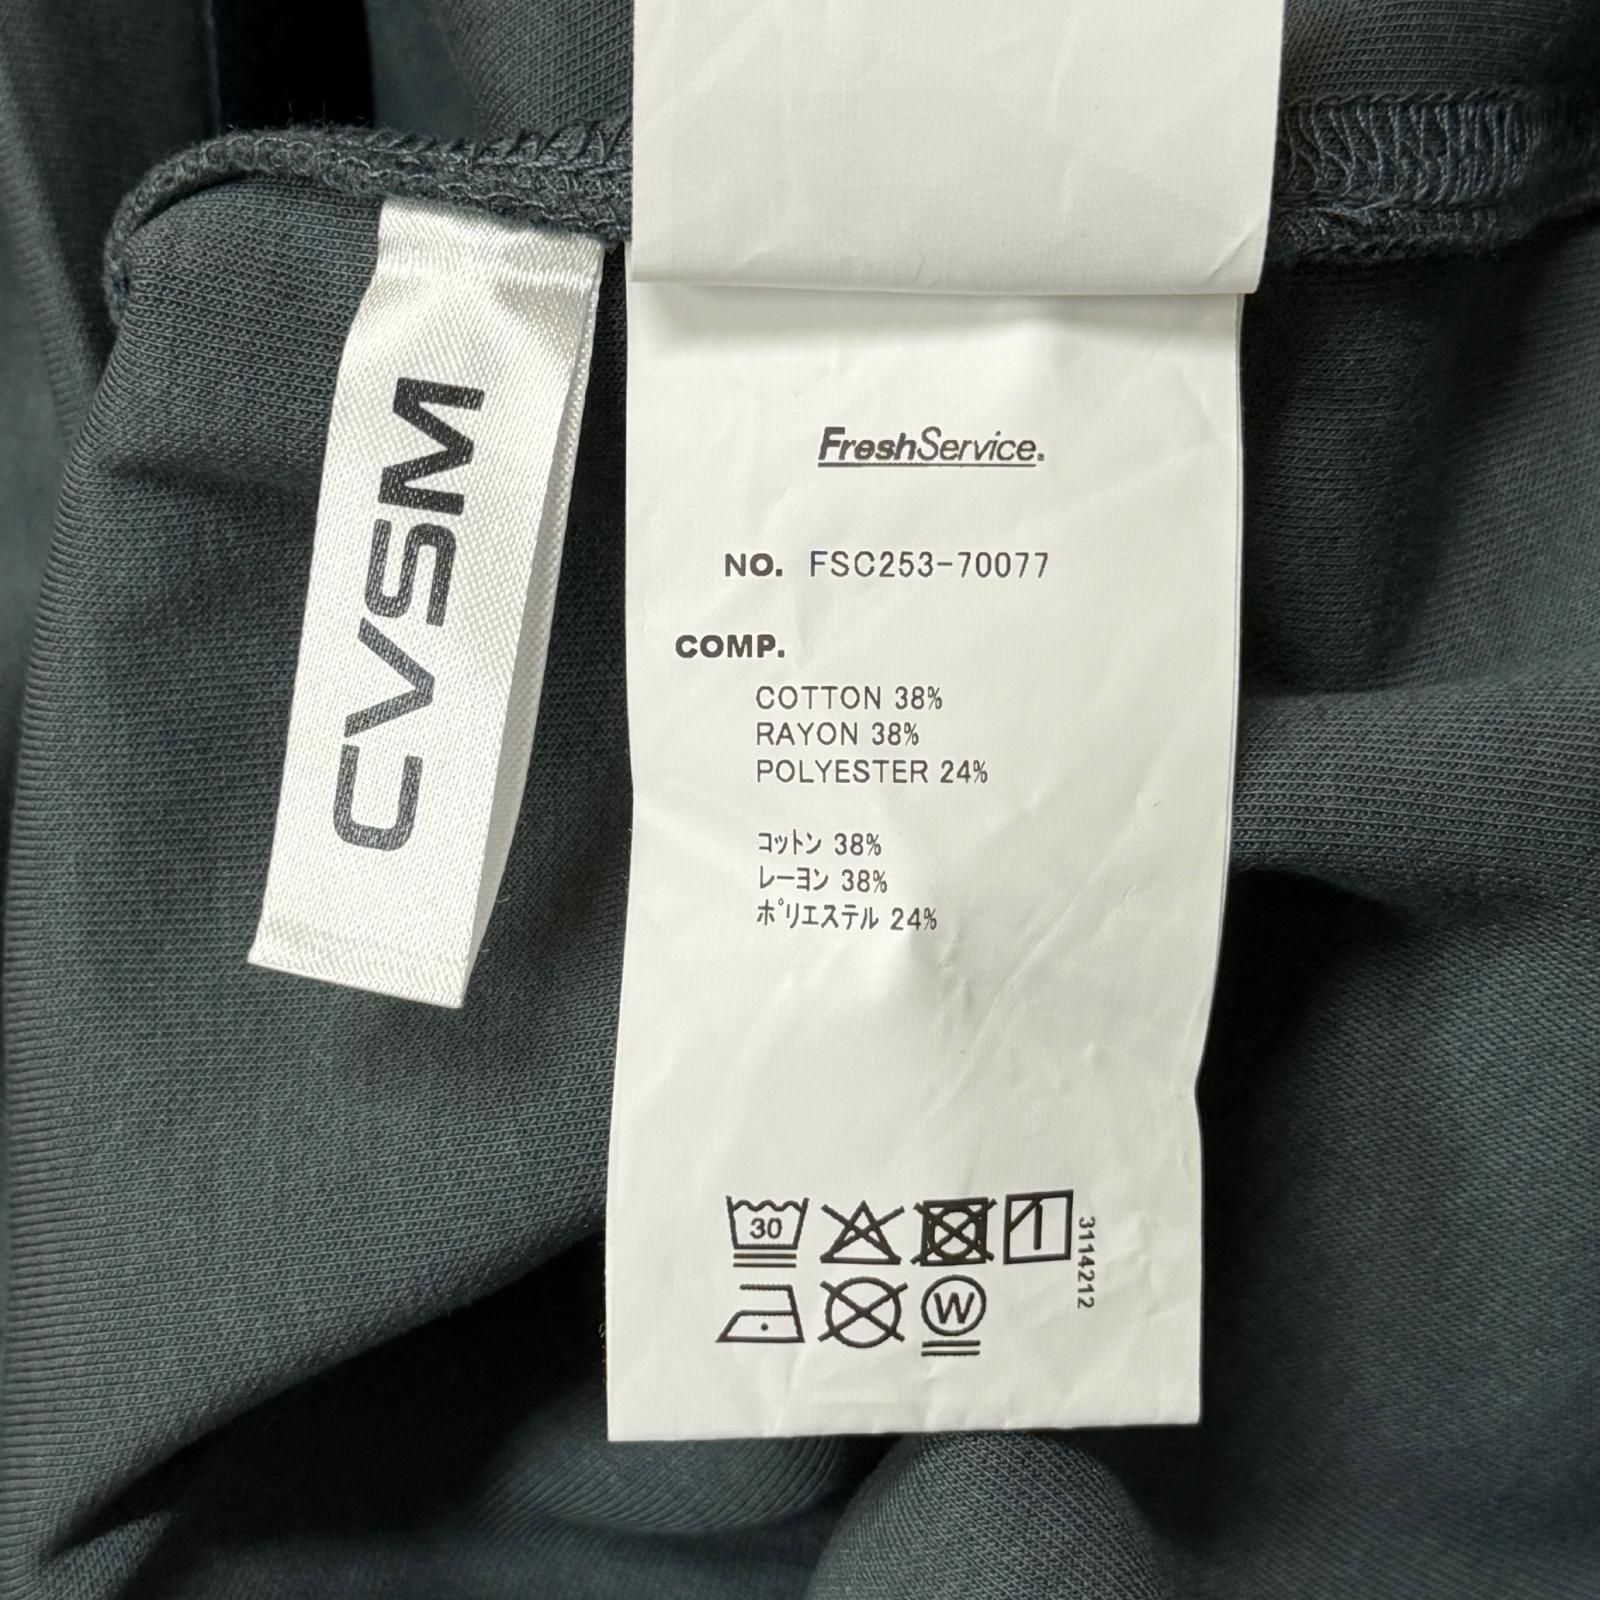 CVSM
FreshService.
NO. FSC253-70077
COMP.
COTTON 38%
RAYON 38%
POLYESTER 24%
コットン 38%
レーヨン 38%
ポリエステル 24%
30
3114212
W